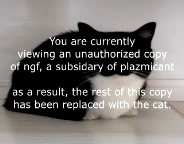 You are currently
viewing an unauthorized copy
of ngf, a subsidary of plazmicant
as a result, the rest of this copy
has been replaced with the cat.